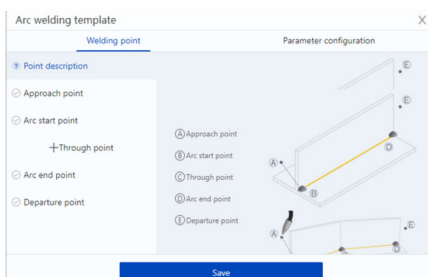 Arc welding template X
Welding point Parameter configuration
? Point description
Approach point
Arc start point
+Through point
Arc end point
Departure point
Ⓐ Approach point
Ⓑ Arc start point
Ⓒ Through point
Ⓓ Arc end point
Ⓔ Departure point
Ⓔ
Ⓔ
Ⓐ
Ⓓ
Ⓑ
Ⓔ
Ⓐ
Ⓓ
Save